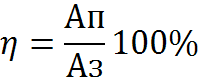 η = Ап/Аз 100%